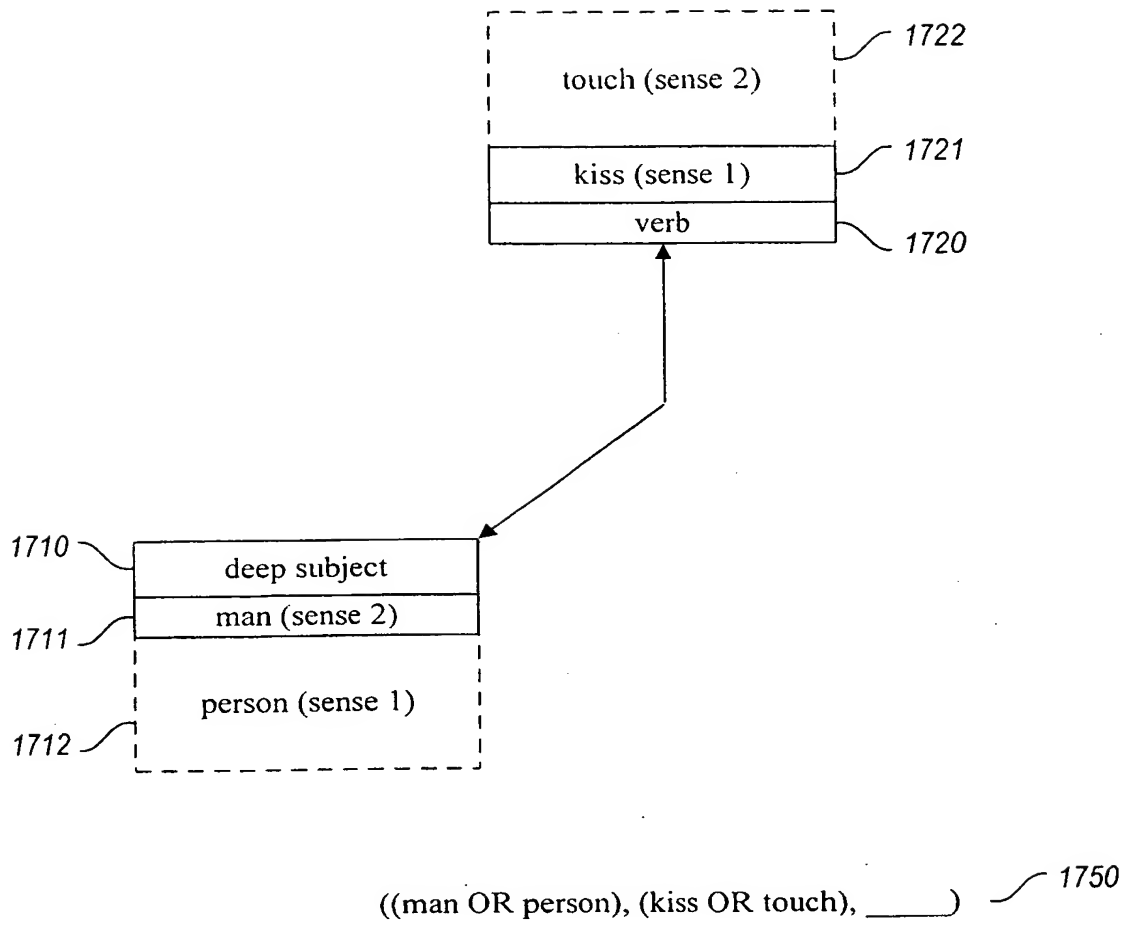 1722
touch (sense 2)
1721
kiss (sense 1)
verb
1720
1710
deep subject
man (sense 2)
1711
person (sense 1)
1712
((man OR person), (kiss OR touch), _____)
1750